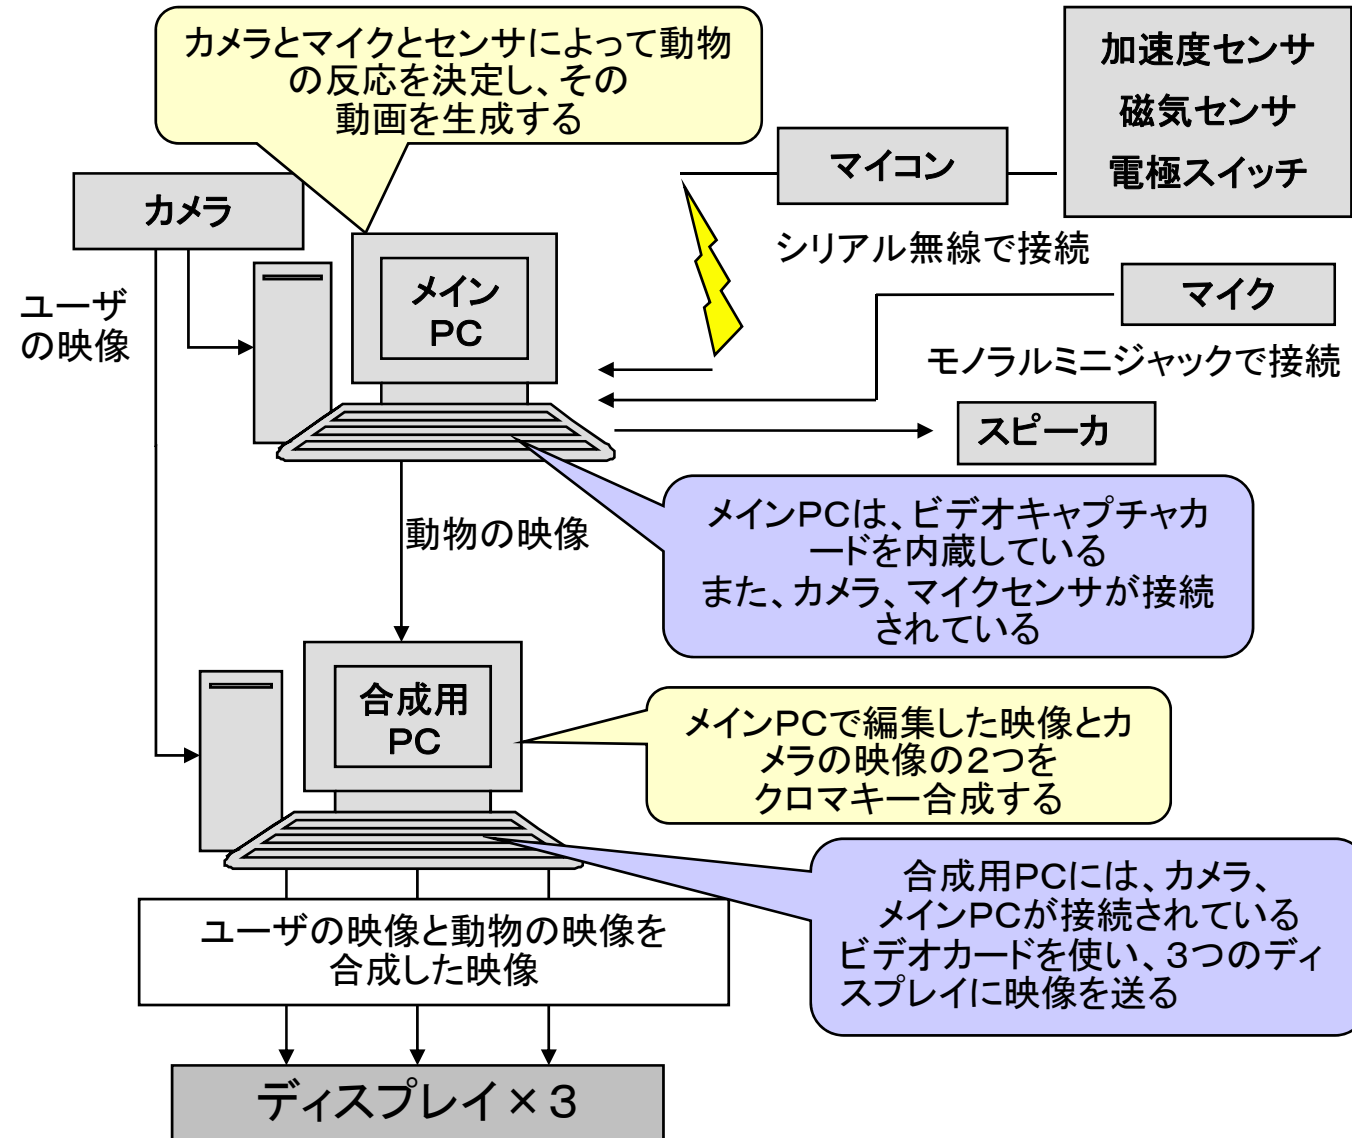 カメラとマイクとセンサによって動物
の反応を決定し、その
動画を生成する
加速度センサ
磁気センサ
電極スイッチ
マイコン
カメラ
シリアル無線で接続
ユーザ
の映像
メイン
PC
マイク
モノラルミニジャックで接続
スピーカ
メインPCは、ビデオキャプチャカ
ードを内蔵している
また、カメラ、マイクセンサが接続
されている
動物の映像
合成用
PC
メインPCで編集した映像とカ
メラの映像の2つを
クロマキー合成する
合成用PCには、カメラ、
メインPCが接続されている
ビデオカードを使い、3つのディ
スプレイに映像を送る
ユーザの映像と動物の映像を
合成した映像
ディスプレイ×3